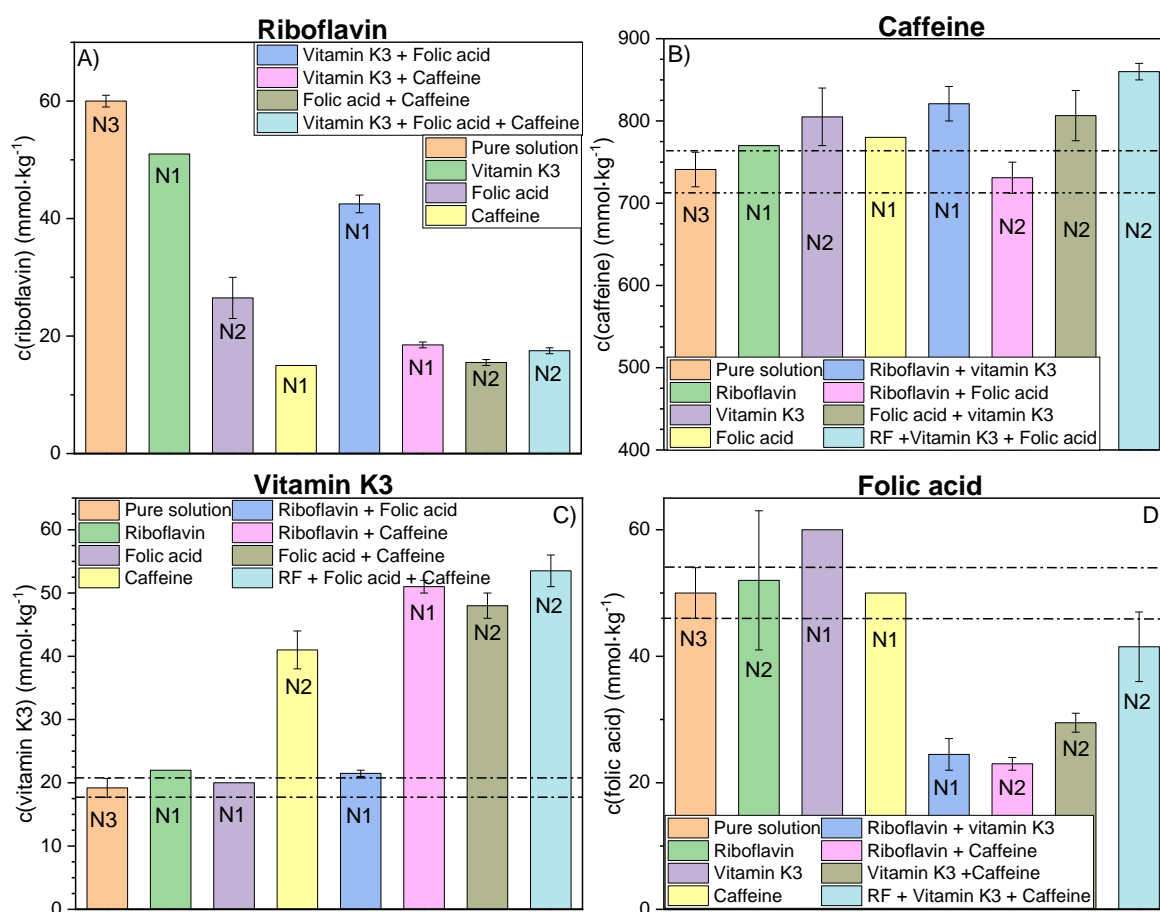 Riboflavin
A)
Vitamin K3 + Folic acid
Vitamin K3 + Caffeine
Folic acid + Caffeine
Vitamin K3 + Folic acid + Caffeine
Pure solution
Vitamin K3
Folic acid
Caffeine
N3
N1
N2
N1
N1
N1
N2
N2
60
40
20
0
c(riboflavin) (mmol·kg⁻¹)
Caffeine
B)
900
800
700
600
500
400
c(caffeine) (mmol·kg⁻¹)
N3
N1
N2
N1
N1
N2
N2
N2
Pure solution
Riboflavin
Vitamin K3
Folic acid
Riboflavin + vitamin K3
Riboflavin + Folic acid
Folic acid + vitamin K3
RF +Vitamin K3 + Folic acid
Vitamin K3
C)
Pure solution
Riboflavin
Folic acid
Caffeine
Riboflavin + Folic acid
Riboflavin + Caffeine
Folic acid + Caffeine
RF + Folic acid + Caffeine
60
50
40
30
20
10
0
c(vitamin K3) (mmol·kg⁻¹)
N3
N1
N1
N2
N1
N1
N2
N2
Folic acid
D)
60
40
20
0
c(folic acid) (mmol·kg⁻¹)
N3
N2
N1
N1
N1
N2
N2
N2
Pure solution
Riboflavin
Vitamin K3
Caffeine
Riboflavin + vitamin K3
Riboflavin + Caffeine
Vitamin K3 +Caffeine
RF + Vitamin K3 + Caffeine